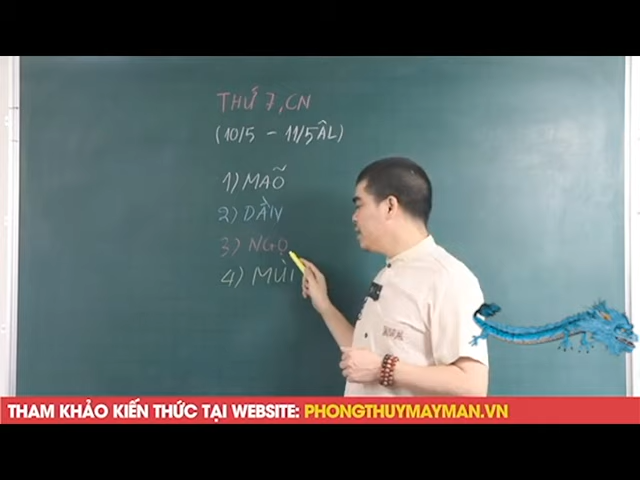 THỨ 7, CN
(10/5 - 11/5ÂL)
1) MAÕ
2) DẦN
3) NGỌ
4) MÙI
THAM KHẢO KIẾN THỨC TẠI WEBSITE: PHONGTHUYMAYMAN.VN